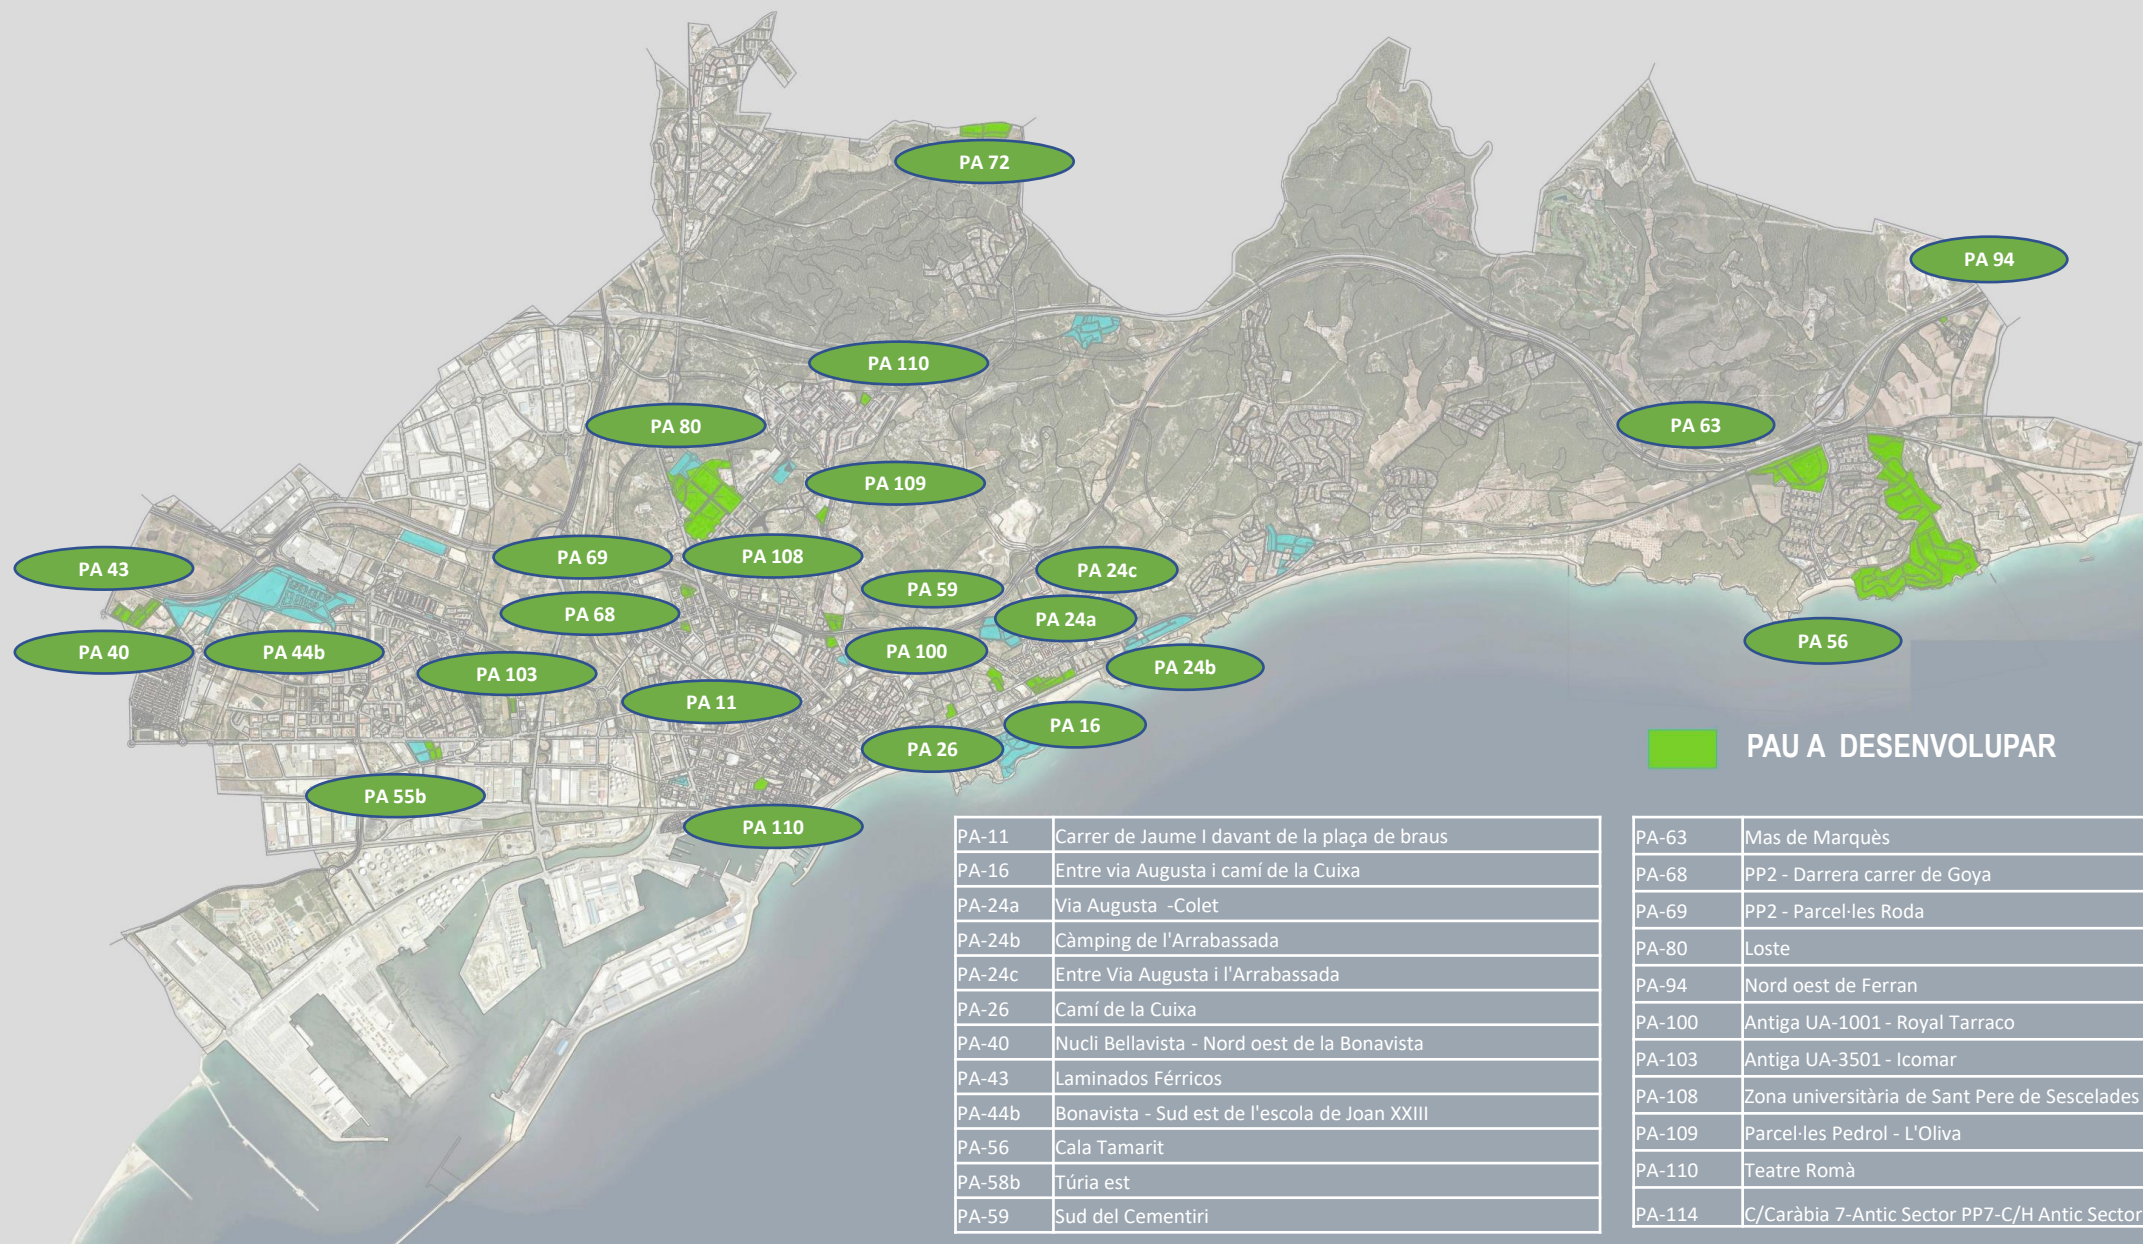 PA 72
PA 94
PA 110
PA 80
PA 63
PA 109
PA 69
PA 108
PA 43
PA 24c
PA 59
PA 68
PA 24a
PA 40
PA 44b
PA 100
PA 56
PA 103
PA 24b
PA 11
PA 16
PA 26
PAU A DESENVOLUPAR
PA 55b
PA 110
PA-11 Carrer de Jaume I davant de la plaça de braus
PA-16 Entre via Augusta i camí de la Cuixa
PA-24a Via Augusta -Colet
PA-24b Càmping de l'Arrabassada
PA-24c Entre Via Augusta i l'Arrabassada
PA-26 Camí de la Cuixa
PA-40 Nucli Bellavista - Nord oest de la Bonavista
PA-43 Laminados Férricos
PA-44b Bonavista - Sud est de l'escola de Joan XXIII
PA-56 Cala Tamarit
PA-58b Túria est
PA-59 Sud del Cementiri
PA-63 Mas de Marquès
PA-68 PP2 - Darrera carrer de Goya
PA-69 PP2 - Parcel·les Roda
PA-80 Loste
PA-94 Nord oest de Ferran
PA-100 Antiga UA-1001 - Royal Tarraco
PA-103 Antiga UA-3501 - Icomar
PA-108 Zona universitària de Sant Pere de Sescelades
PA-109 Parcel·les Pedrol - L'Oliva
PA-110 Teatre Romà
PA-114 C/Caràbia 7-Antic Sector PP7-C/H Antic Sector